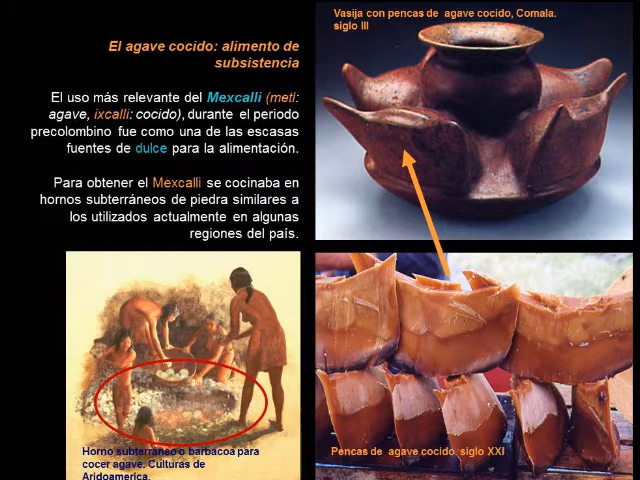 El agave cocido: alimento de
subsistencia
El uso más relevante del Mexcalli (metl:
agave, ixcalli: cocido), durante el periodo
precolombino fue como una de las escasas
fuentes de dulce para la alimentación.
Para obtener el Mexcalli se cocinaba en
hornos subterráneos de piedra similares a
los utilizados actualmente en algunas
regiones del país.
Vasija con pencas de agave cocido, Comala.
siglo III
Horno subterráneo o barbacoa para
cocer agave. Culturas de
Aridoamerica.
Pencas de agave cocido. siglo XXI